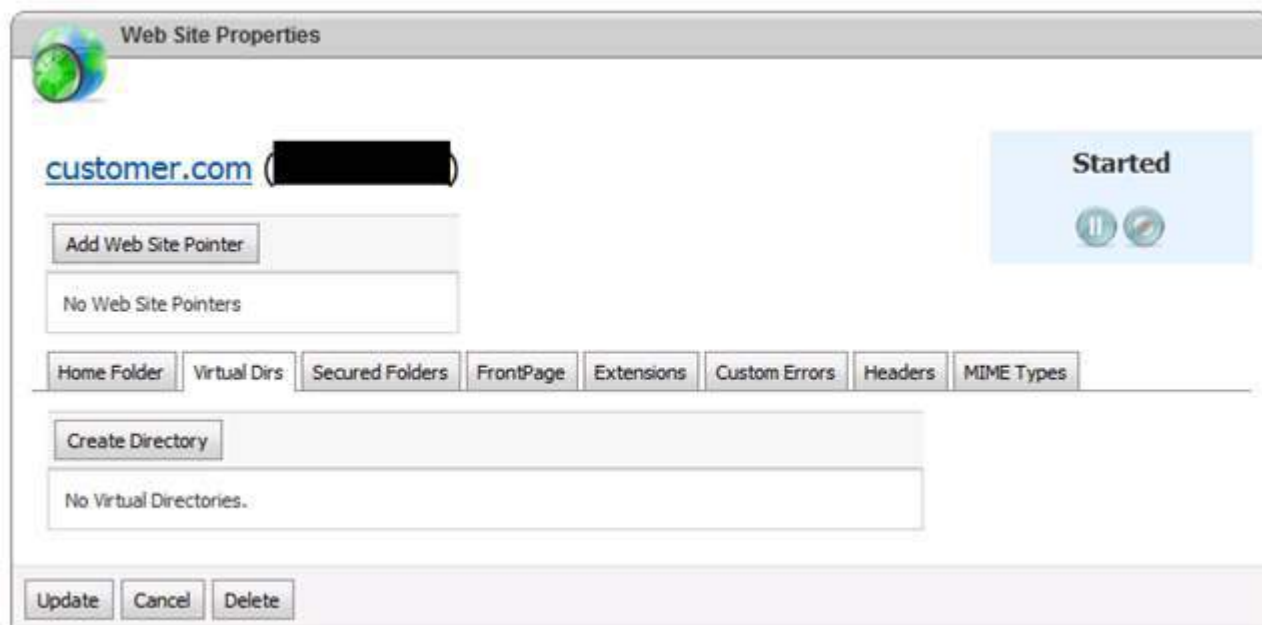 Web Site Properties
customer.com ( )
Started
Add Web Site Pointer
No Web Site Pointers
Home Folder Virtual Dirs Secured Folders FrontPage Extensions Custom Errors Headers MIME Types
Create Directory
No Virtual Directories.
Update Cancel Delete